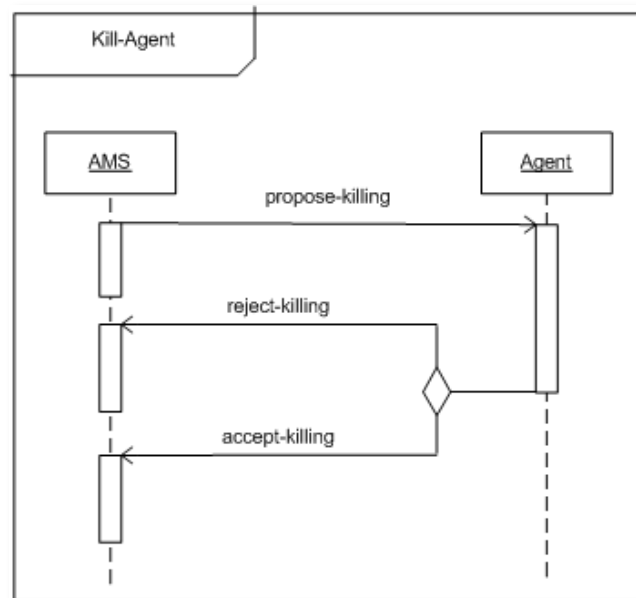 Kill-Agent
AMS
Agent
propose-killing
reject-killing
accept-killing